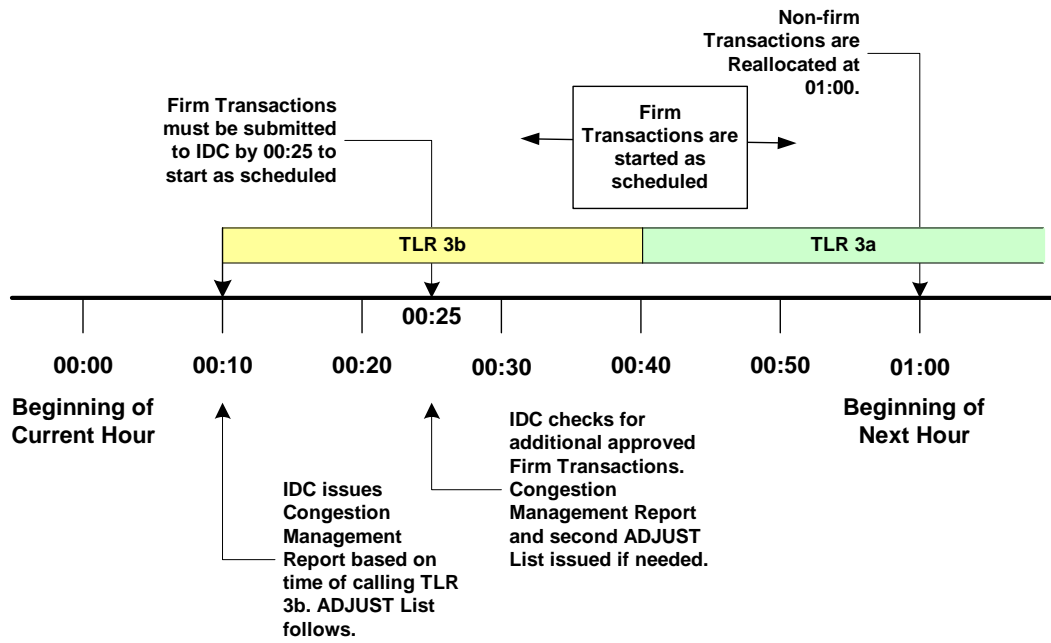 Non-firm
Transactions are
Reallocated at
01:00.
Firm Transactions
must be submitted
to IDC by 00:25 to
start as scheduled
Firm
Transactions are
started as
scheduled
TLR 3b
TLR 3a
00:25
00:00
00:10
00:20
00:30
00:40
00:50
01:00
Beginning of
Current Hour
Beginning of
Next Hour
IDC issues
Congestion
Management
Report based on
time of calling TLR
3b. ADJUST List
follows.
IDC checks for
additional approved
Firm Transactions.
Congestion
Management Report
and second ADJUST
List issued if needed.